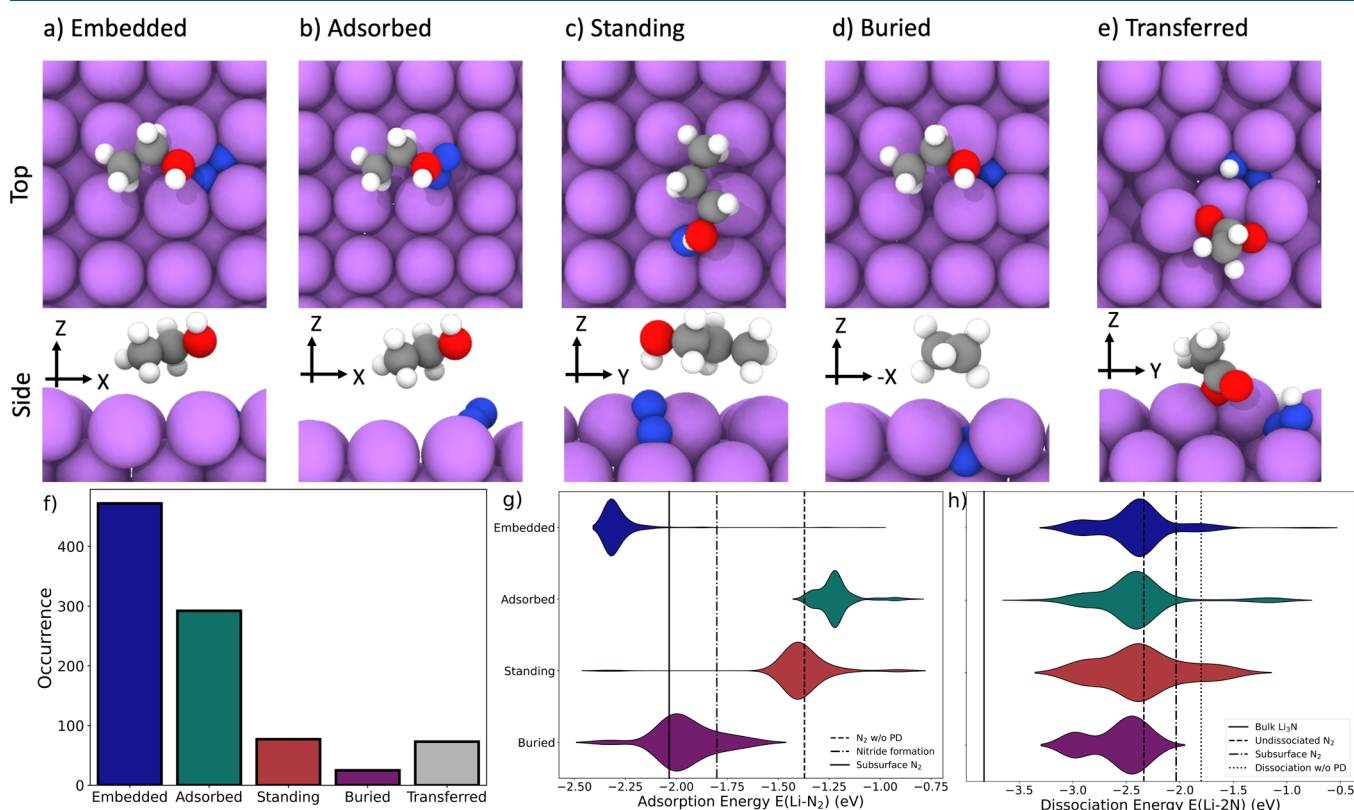 a) Embedded
b) Adsorbed
c) Standing
d) Buried
e) Transferred
Top
Side
Z
X
Z
X
Z
Y
Z
-X
Z
Y
f)
Occurrence
400
300
200
100
0
Embedded
Adsorbed
Standing
Buried
Transferred
g)
Embedded
Adsorbed
Standing
Buried
N₂ w/o PD
Nitride formation
Subsurface N₂
−2.50 −2.25 −2.00 −1.75 −1.50 −1.25 −1.00 −0.75
Adsorption Energy E(Li-N₂) (eV)
h)
Bulk Li₃N
Undissociated N₂
Subsurface N₂
Dissociation w/o PD
−3.5 −3.0 −2.5 −2.0 −1.5 −1.0 −0.5
Dissociation Energy E(Li-2N) (eV)